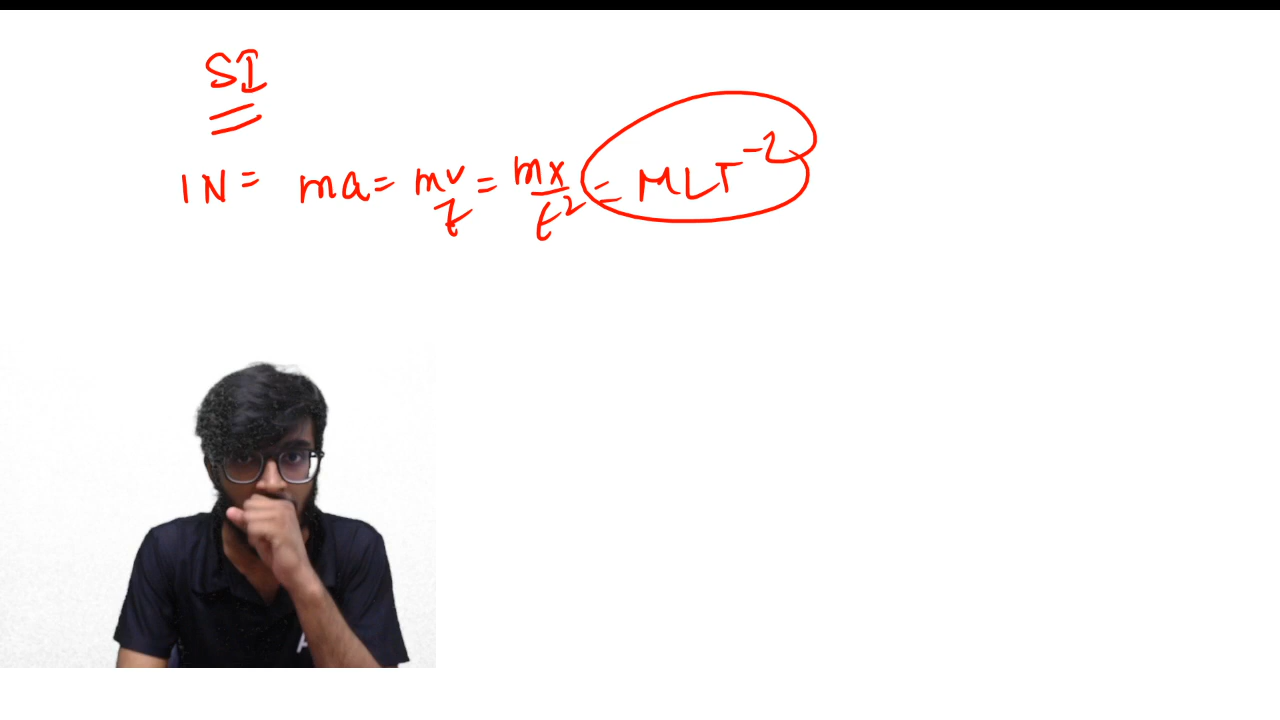 SI
1N = ma = mv/t = mx/t² = MLT⁻²